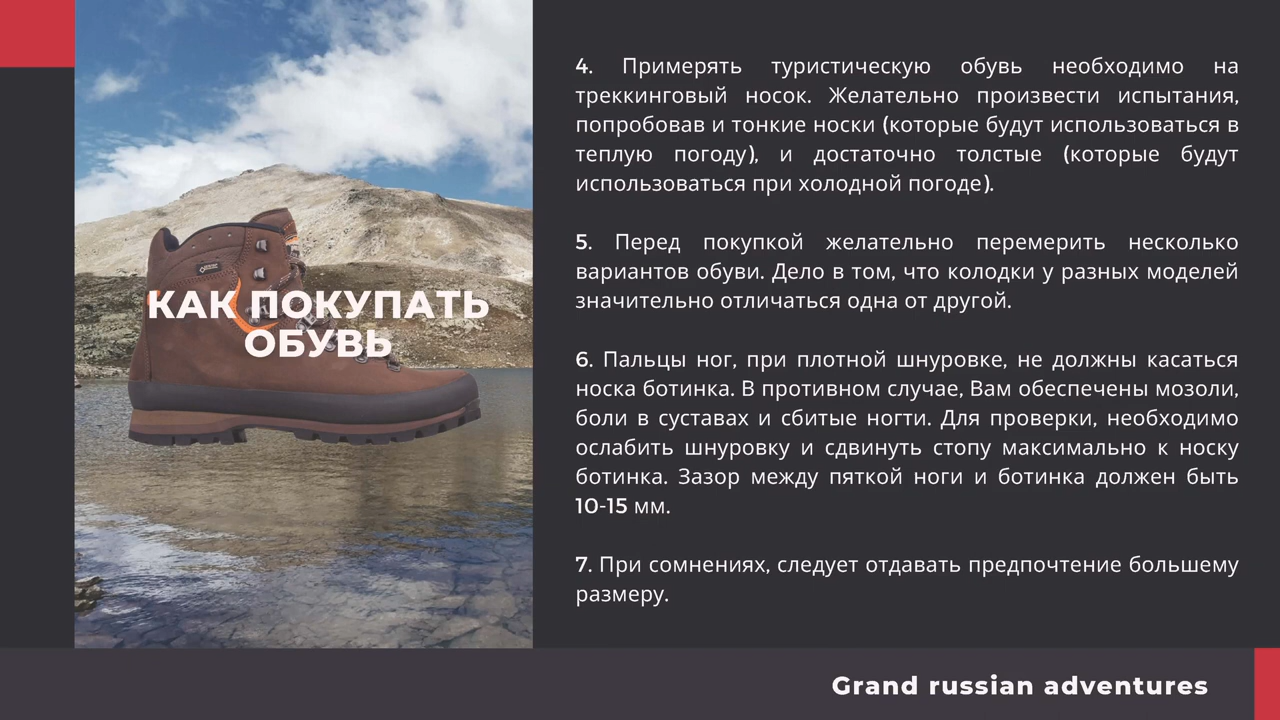 КАК ПОКУПАТЬ
ОБУВЬ
4. Примерять туристическую обувь необходимо на
треккинговый носок. Желательно произвести испытания,
попробовав и тонкие носки (которые будут использоваться в
теплую погоду), и достаточно толстые (которые будут
использоваться при холодной погоде).
5. Перед покупкой желательно перемерить несколько
вариантов обуви. Дело в том, что колодки у разных моделей
значительно отличаться одна от другой.
6. Пальцы ног, при плотной шнуровке, не должны касаться
носка ботинка. В противном случае, Вам обеспечены мозоли,
боли в суставах и сбитые ногти. Для проверки, необходимо
ослабить шнуровку и сдвинуть стопу максимально к носку
ботинка. Зазор между пяткой ноги и ботинка должен быть
10-15 мм.
7. При сомнениях, следует отдавать предпочтение большему
размеру.
Grand russian adventures